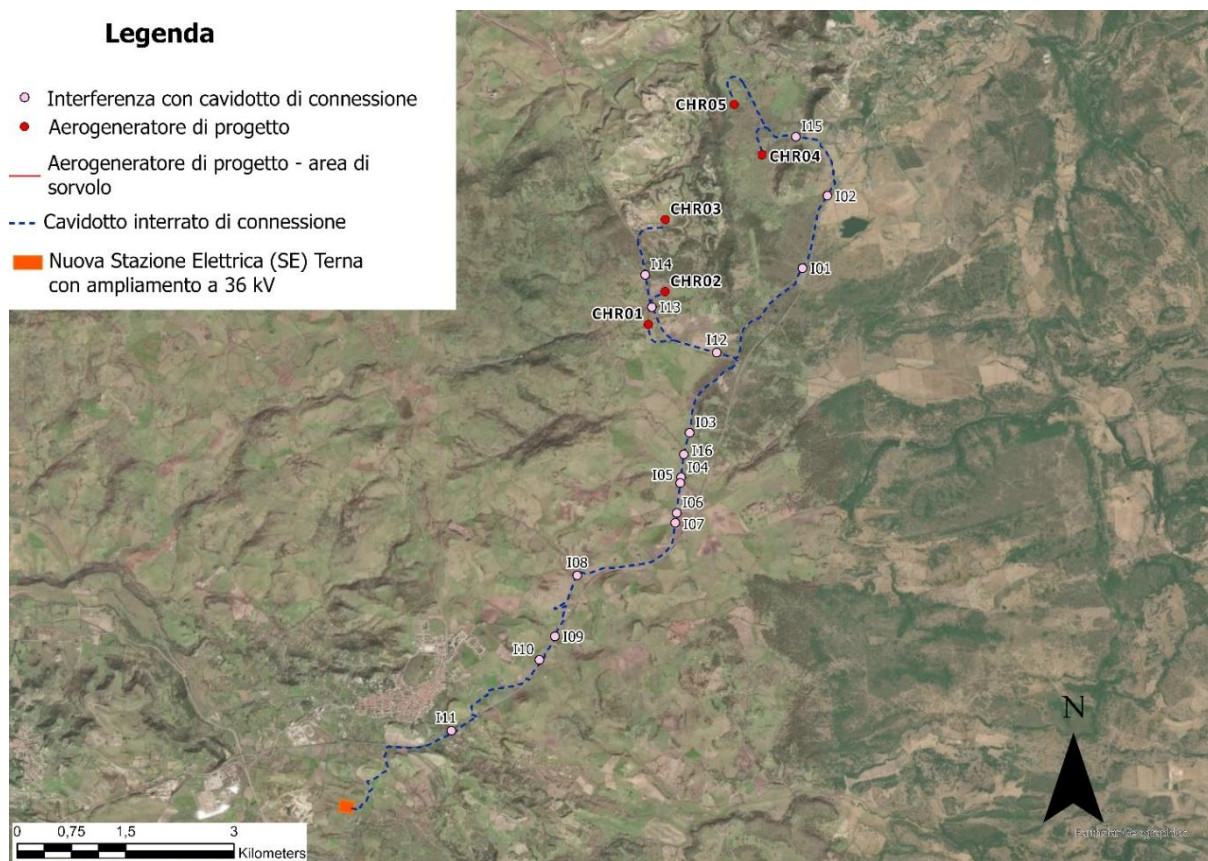 Legenda
Interferenza con cavidotto di connessione
Aerogeneratore di progetto
Aerogeneratore di progetto - area di
sorvolo
Cavidotto interrato di connessione
Nuova Stazione Elettrica (SE) Terna
con ampliamento a 36 kV
CHR05
I15
CHR04
I02
CHR03
I01
I14
CHR02
I13
CHR01
I12
I03
I16
I04
I05
I06
I07
I08
I09
I10
I11
N
0 0,75 1,5 3
Kilometers
Earthstar Geographics